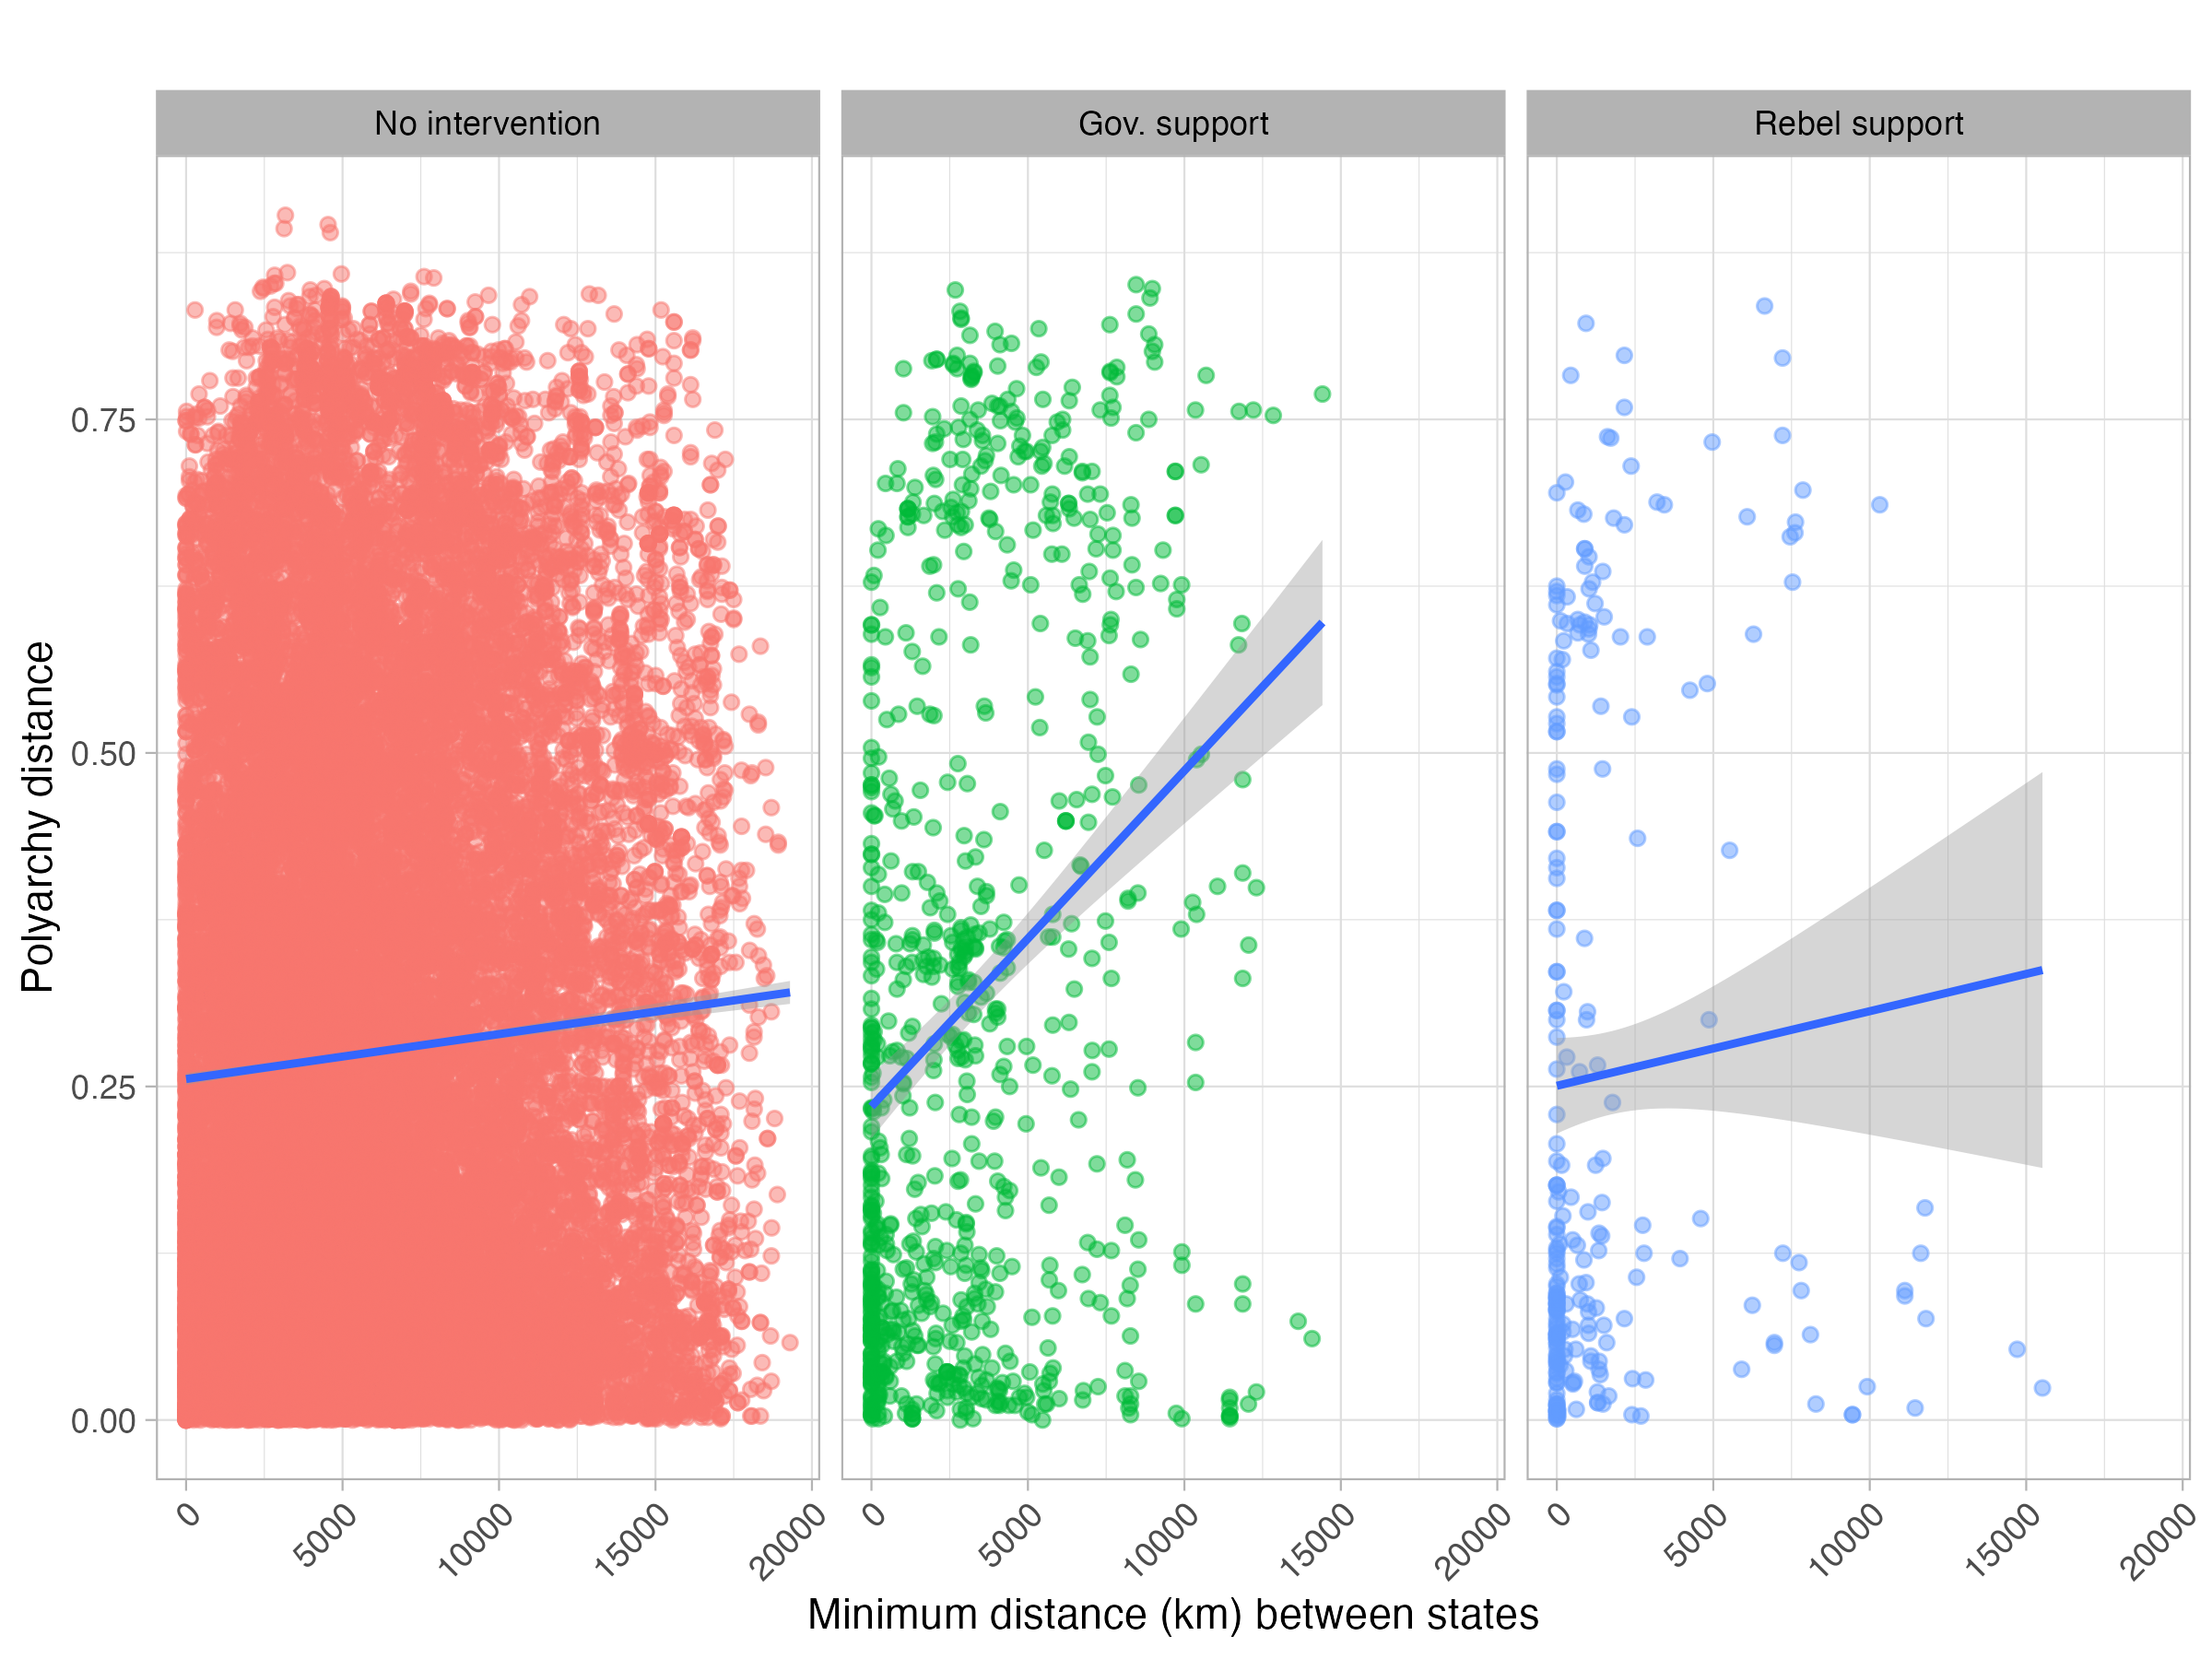 No intervention
Gov. support
Rebel support
Polyarchy distance
0.75
0.50
0.25
0.00
0 5000 10000 15000 20000
0 5000 10000 15000 20000
0 5000 10000 15000 20000
Minimum distance (km) between states